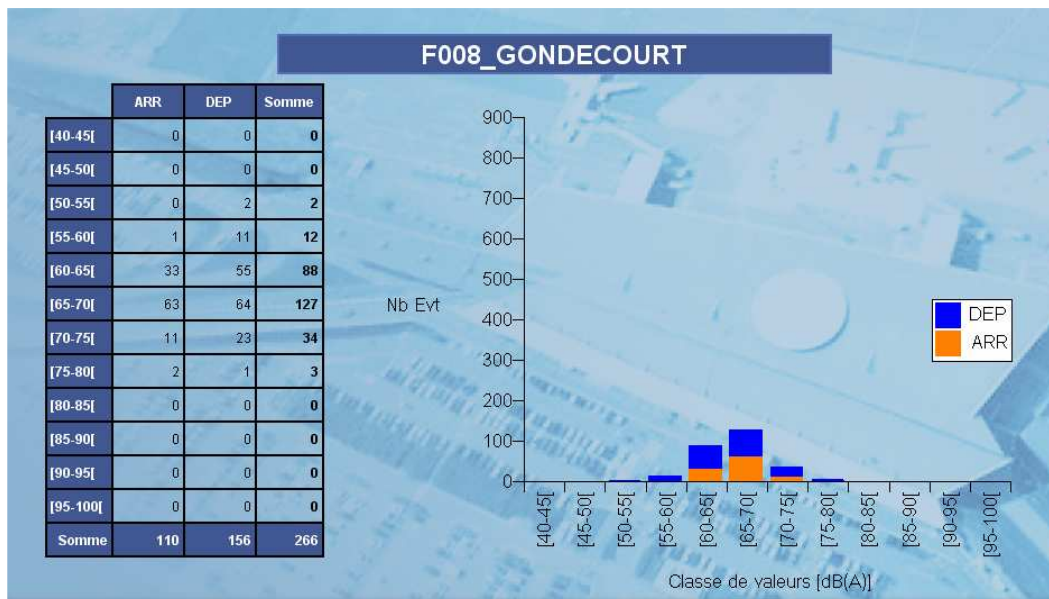 F008_GONDECOURT
ARR DEP Somme
[40-45[ 0 0 0
[45-50[ 0 0 0
[50-55[ 0 2 2
[55-60[ 1 11 12
[60-65[ 33 55 88
[65-70[ 63 64 127
[70-75[ 11 23 34
[75-80[ 2 1 3
[80-85[ 0 0 0
[85-90[ 0 0 0
[90-95[ 0 0 0
[95-100[ 0 0 0
Somme 110 156 266
Nb Evt
900
800
700
600
500
400
300
200
100
0
[40-45[
[45-50[
[50-55[
[55-60[
[60-65[
[65-70[
[70-75[
[75-80[
[80-85[
[85-90[
[90-95[
[95-100[
Classe de valeurs [dB(A)]
DEP
ARR